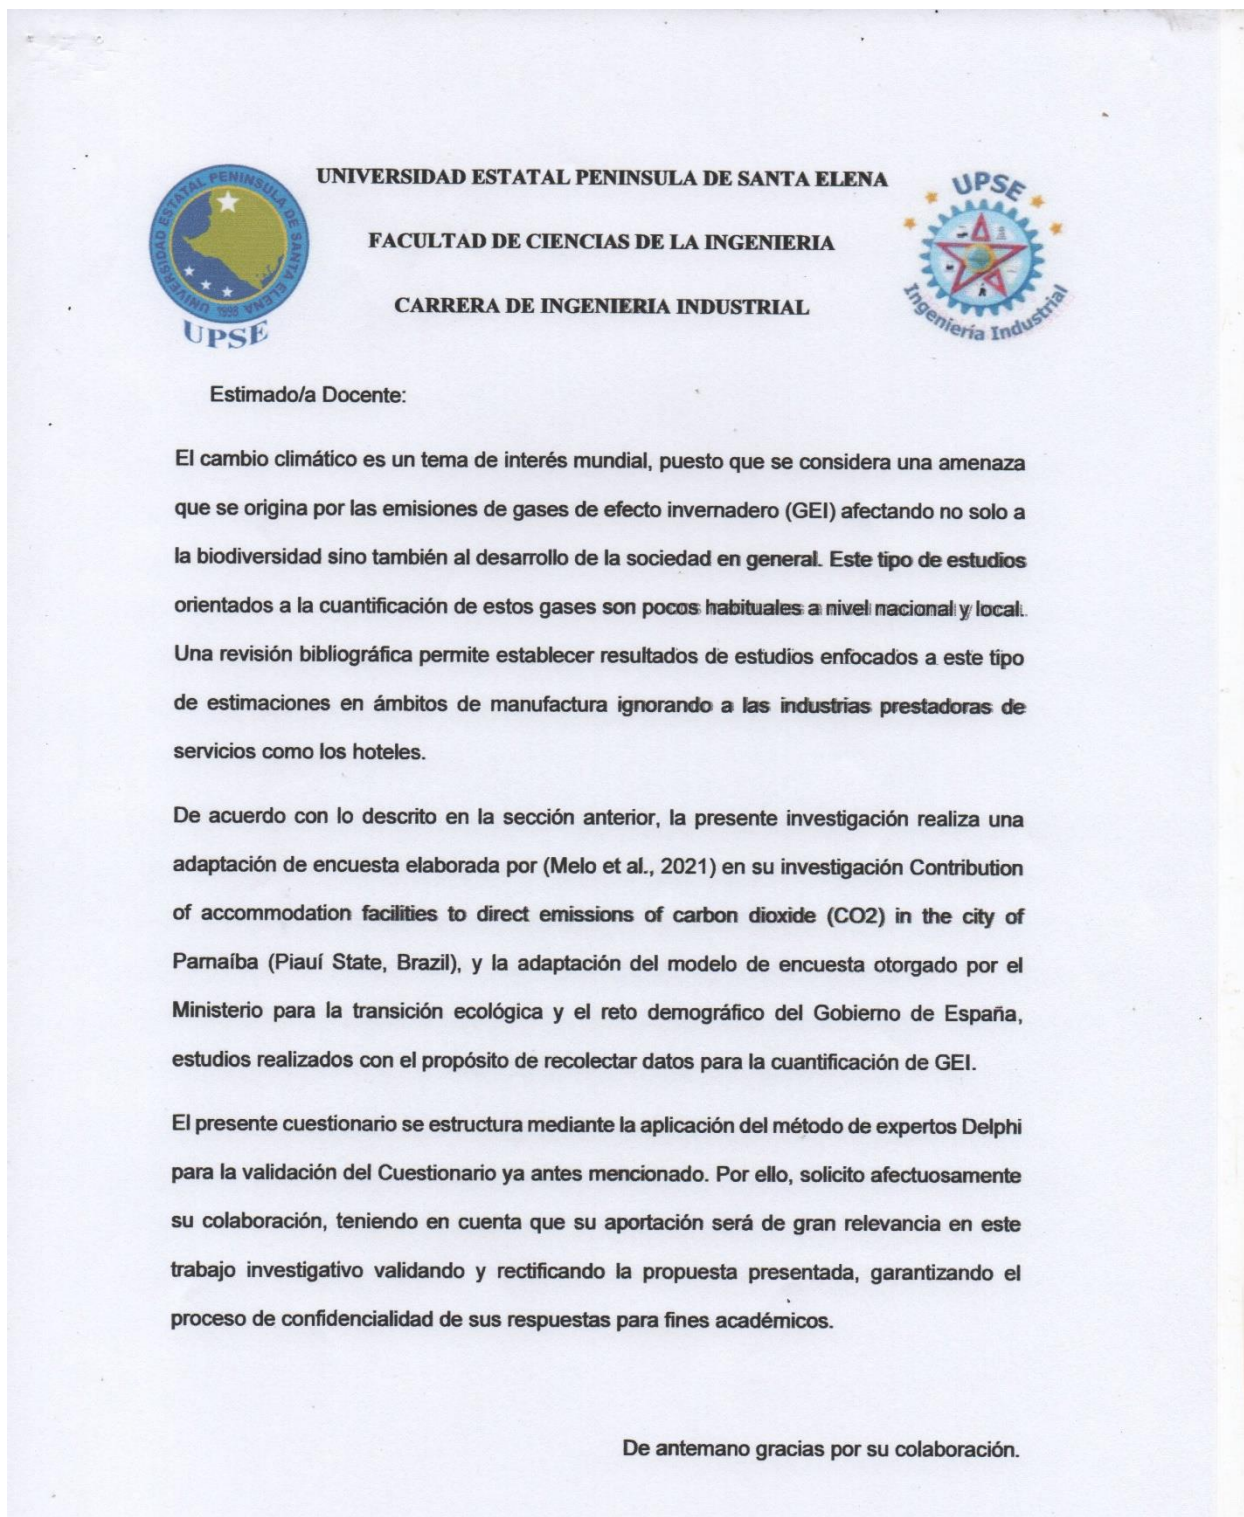 UNIVERSIDAD ESTATAL PENINSULA DE SANTA ELENA
FACULTAD DE CIENCIAS DE LA INGENIERIA
CARRERA DE INGENIERIA INDUSTRIAL
UNIVERSIDAD ESTATAL PENINSULA DE SANTA ELENA
1998
UPSE
UPSE
Ingeniería Industrial
Estimado/a Docente:
El cambio climático es un tema de interés mundial, puesto que se considera una amenaza
que se origina por las emisiones de gases de efecto invernadero (GEI) afectando no solo a
la biodiversidad sino también al desarrollo de la sociedad en general. Este tipo de estudios
orientados a la cuantificación de estos gases son pocos habituales a nivel nacional y local.
Una revisión bibliográfica permite establecer resultados de estudios enfocados a este tipo
de estimaciones en ámbitos de manufactura ignorando a las industrias prestadoras de
servicios como los hoteles.
De acuerdo con lo descrito en la sección anterior, la presente investigación realiza una
adaptación de encuesta elaborada por (Melo et al., 2021) en su investigación Contribution
of accommodation facilities to direct emissions of carbon dioxide (CO2) in the city of
Parnaíba (Piauí State, Brazil), y la adaptación del modelo de encuesta otorgado por el
Ministerio para la transición ecológica y el reto demográfico del Gobierno de España,
estudios realizados con el propósito de recolectar datos para la cuantificación de GEI.
El presente cuestionario se estructura mediante la aplicación del método de expertos Delphi
para la validación del Cuestionario ya antes mencionado. Por ello, solicito afectuosamente
su colaboración, teniendo en cuenta que su aportación será de gran relevancia en este
trabajo investigativo validando y rectificando la propuesta presentada, garantizando el
proceso de confidencialidad de sus respuestas para fines académicos.
De antemano gracias por su colaboración.